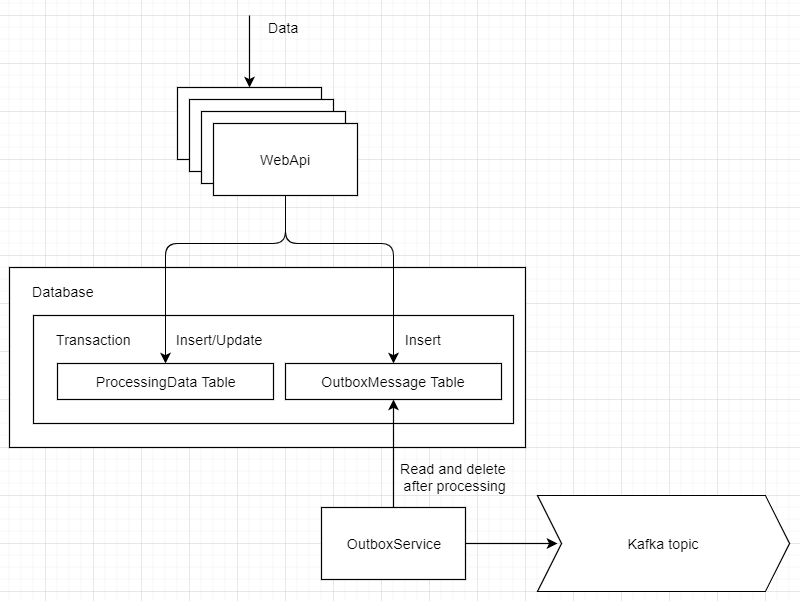 Data
WebApi
Database
Transaction
Insert/Update
Insert
ProcessingData Table
OutboxMessage Table
Read and delete
after processing
OutboxService
Kafka topic